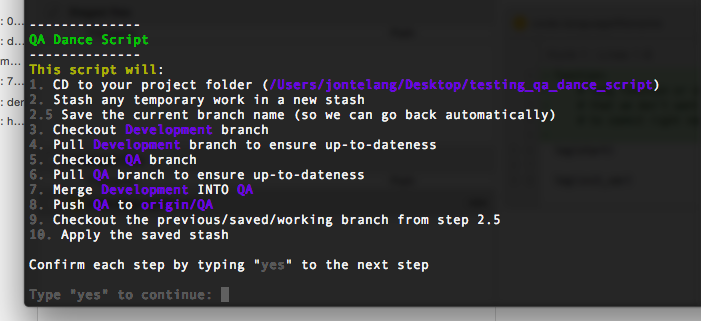 --------------
QA Dance Script
--------------
This script will:
1. CD to your project folder (/Users/jontelang/Desktop/testing_qa_dance_script)
2. Stash any temporary work in a new stash
2.5 Save the current branch name (so we can go back automatically)
3. Checkout Development branch
4. Pull Development branch to ensure up-to-dateness
5. Checkout QA branch
6. Pull QA branch to ensure up-to-dateness
7. Merge Development INTO QA
8. Push QA to origin/QA
9. Checkout the previous/saved/working branch from step 2.5
10. Apply the saved stash
Confirm each step by typing "yes" to the next step
Type "yes" to continue:
: 0...
: d...
m...
: 7...
: der
: h...